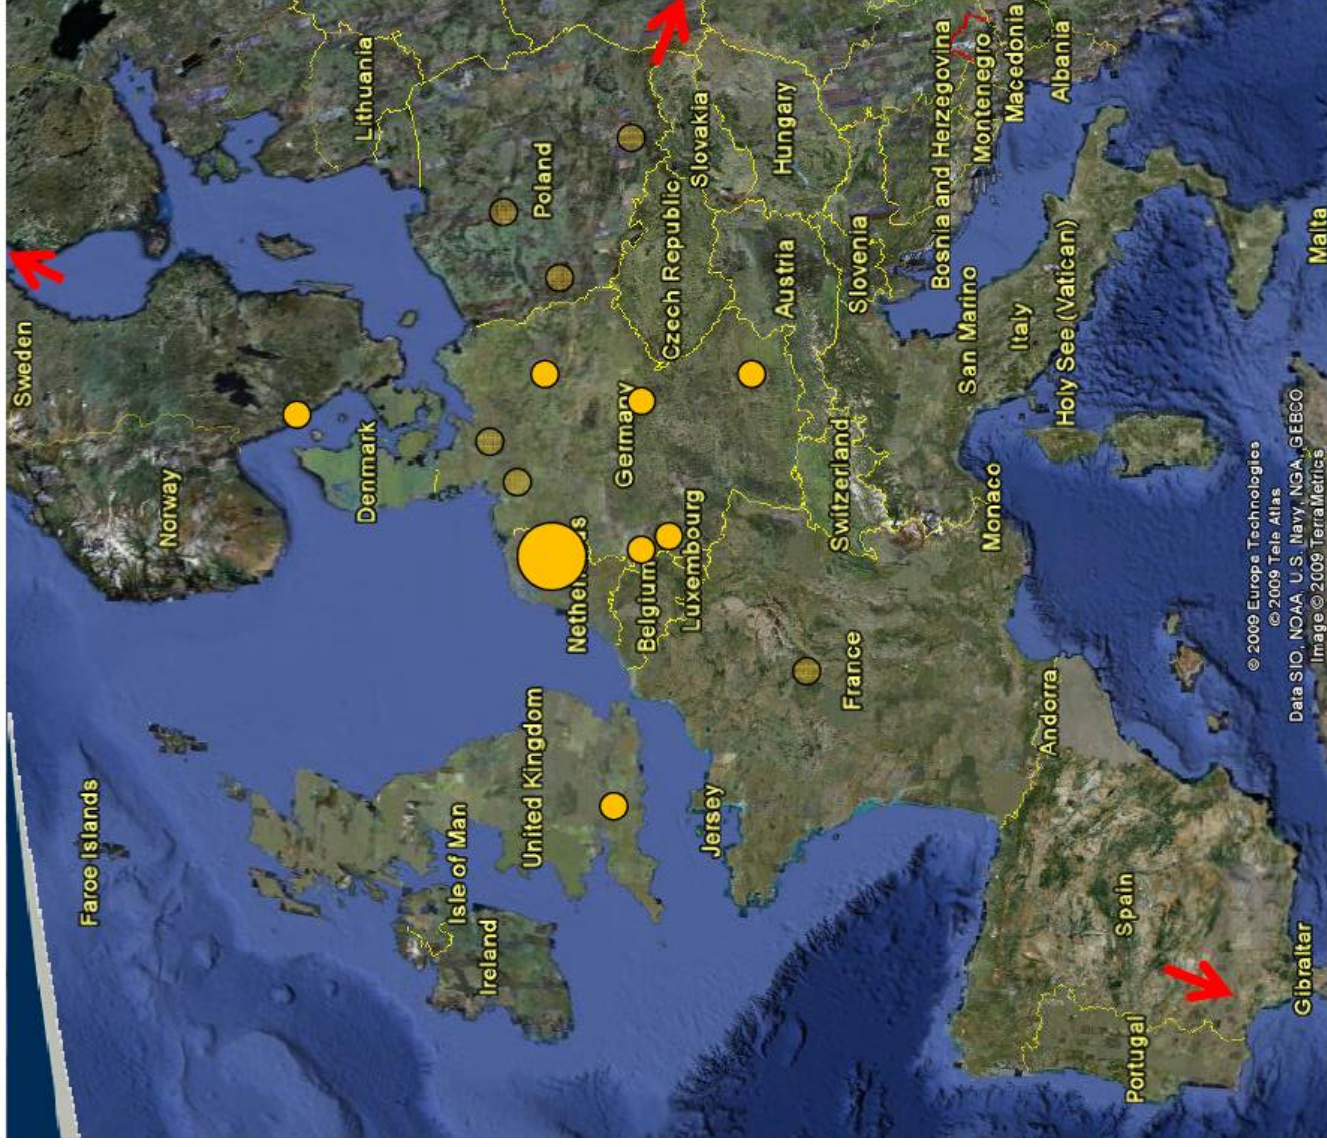 Sweden
Norway
Lithuania
Faroe Islands
Denmark
Poland
United Kingdom
Isle of Man
Ireland
Germany
Belgium
Luxembourg
Czech Republic
Slovakia
Hungary
Austria
Slovenia
Switzerland
Jersey
France
Bosnia and Herzegovina
Montenegro
Macedonia
Albania
San Marino
Italy
Holy See (Vatican)
Monaco
Andorra
Spain
Portugal
Gibraltar
Malta
© 2009 Europa Technologies
© 2009 Tele Atlas
Data SIO, NOAA, U.S. Navy, NGA, GEBCO
Image © 2009 TerraMetrics